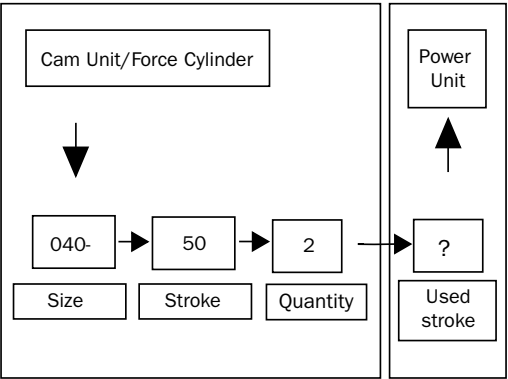 Cam Unit/Force Cylinder
Power
Unit
040-
50
2
?
Size
Stroke
Quantity
Used
stroke